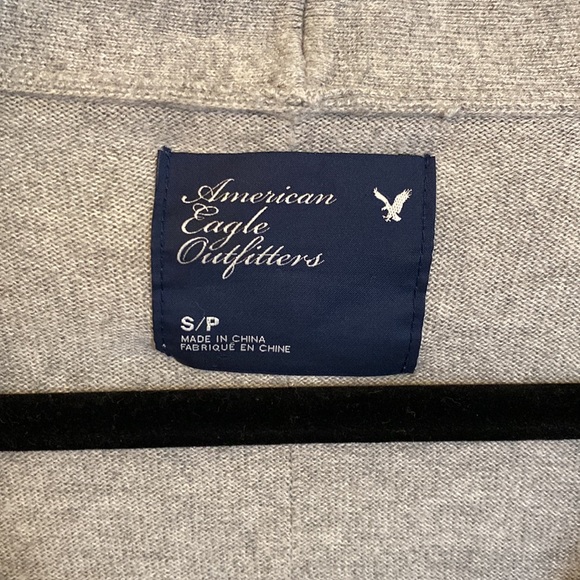 American
Eagle
Outfitters
S/P
MADE IN CHINA
FABRIQUÉ EN CHINE